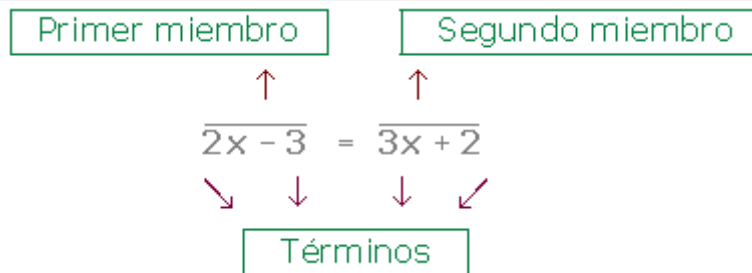 Primer miembro Segundo miembro
2x - 3 = 3x + 2
Términos